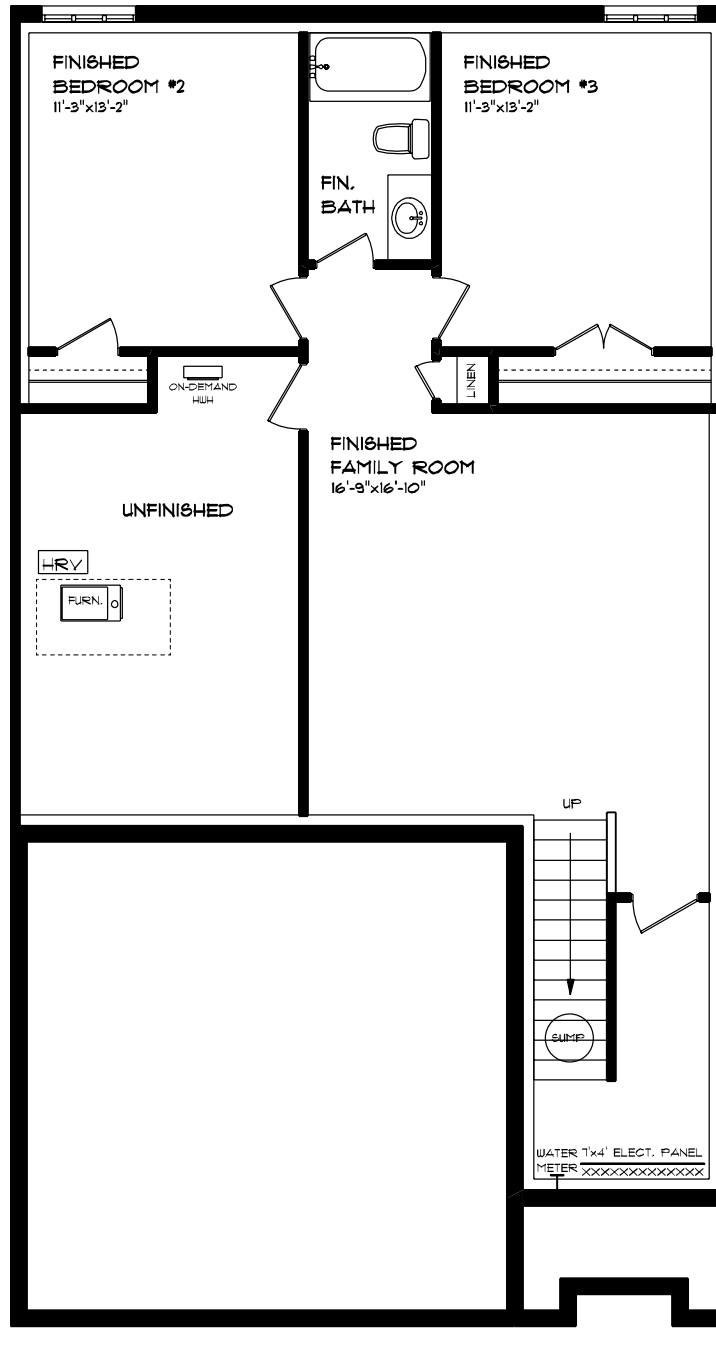 FINISHED
BEDROOM #2
11'-3"x13'-2"
FINISHED
BEDROOM #3
11'-3"x13'-2"
FIN.
BATH
ON-DEMAND
HWH
LINEN
FINISHED
FAMILY ROOM
16'-9"x16'-10"
UNFINISHED
HRV
FURN.
UP
SUMP
WATER
METER
7'x4' ELECT. PANEL
XXXXXXXXXXXXX